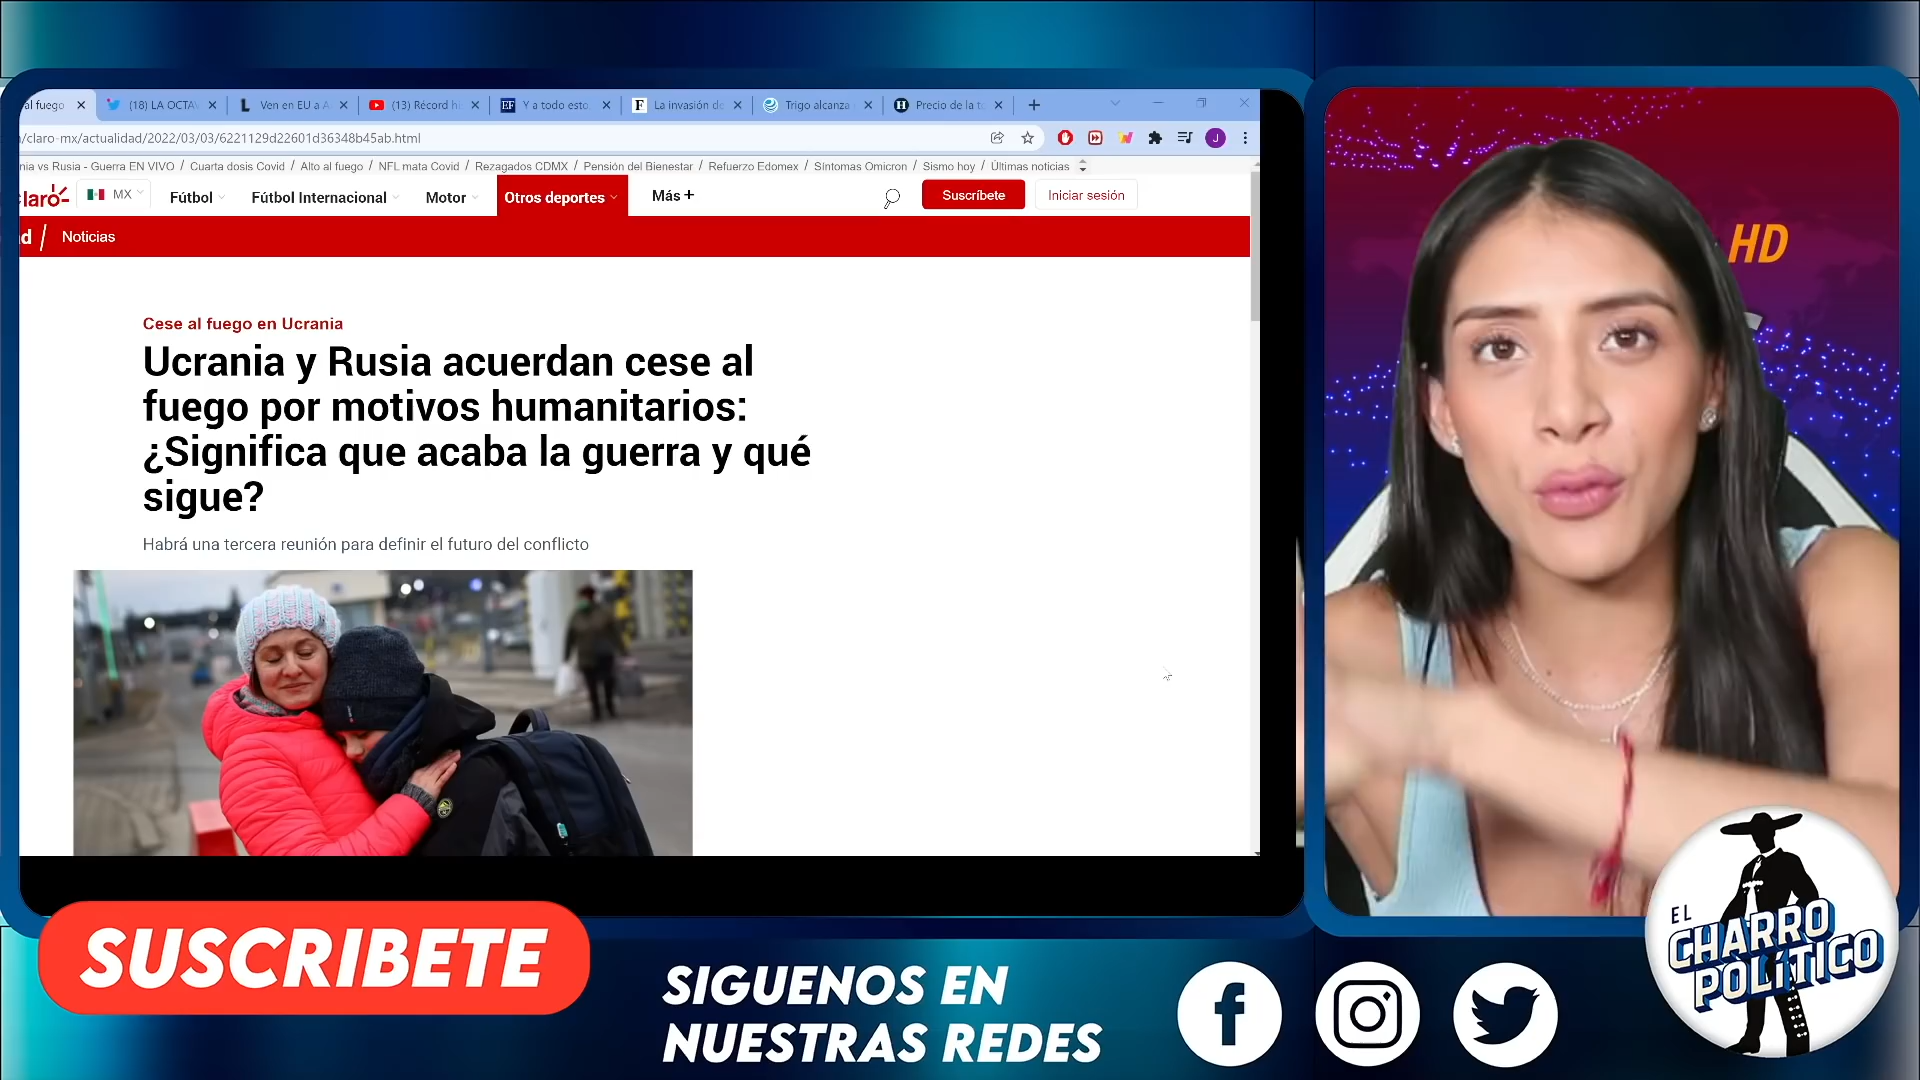 al fuego
(18) LA OCTAV
Ven en EU a A
(13) Récord h
EF
Y a todo esto
F
La invasión de
Trigo alcanza
H
Precio de la t
/claro-mx/actualidad/2022/03/03/6221129d22601d36348b45ab.html
J
nia vs Rusia - Guerra EN VIVO / Cuarta dosis Covid / Alto al fuego / NFL mata Covid / Rezagados CDMX / Pensión del Bienestar / Refuerzo Edomex / Síntomas Omicron / Sismo hoy / Últimas noticias
laro
MX
Fútbol
Fútbol Internacional
Motor
Otros deportes
Más +
Suscríbete
Iniciar sesión
d / Noticias
Cese al fuego en Ucrania
Ucrania y Rusia acuerdan cese al
fuego por motivos humanitarios:
¿Significa que acaba la guerra y qué
sigue?
Habrá una tercera reunión para definir el futuro del conflicto
HD
SUSCRIBETE
SIGUENOS EN
NUESTRAS REDES
EL
CHARRO
POLÍTICO